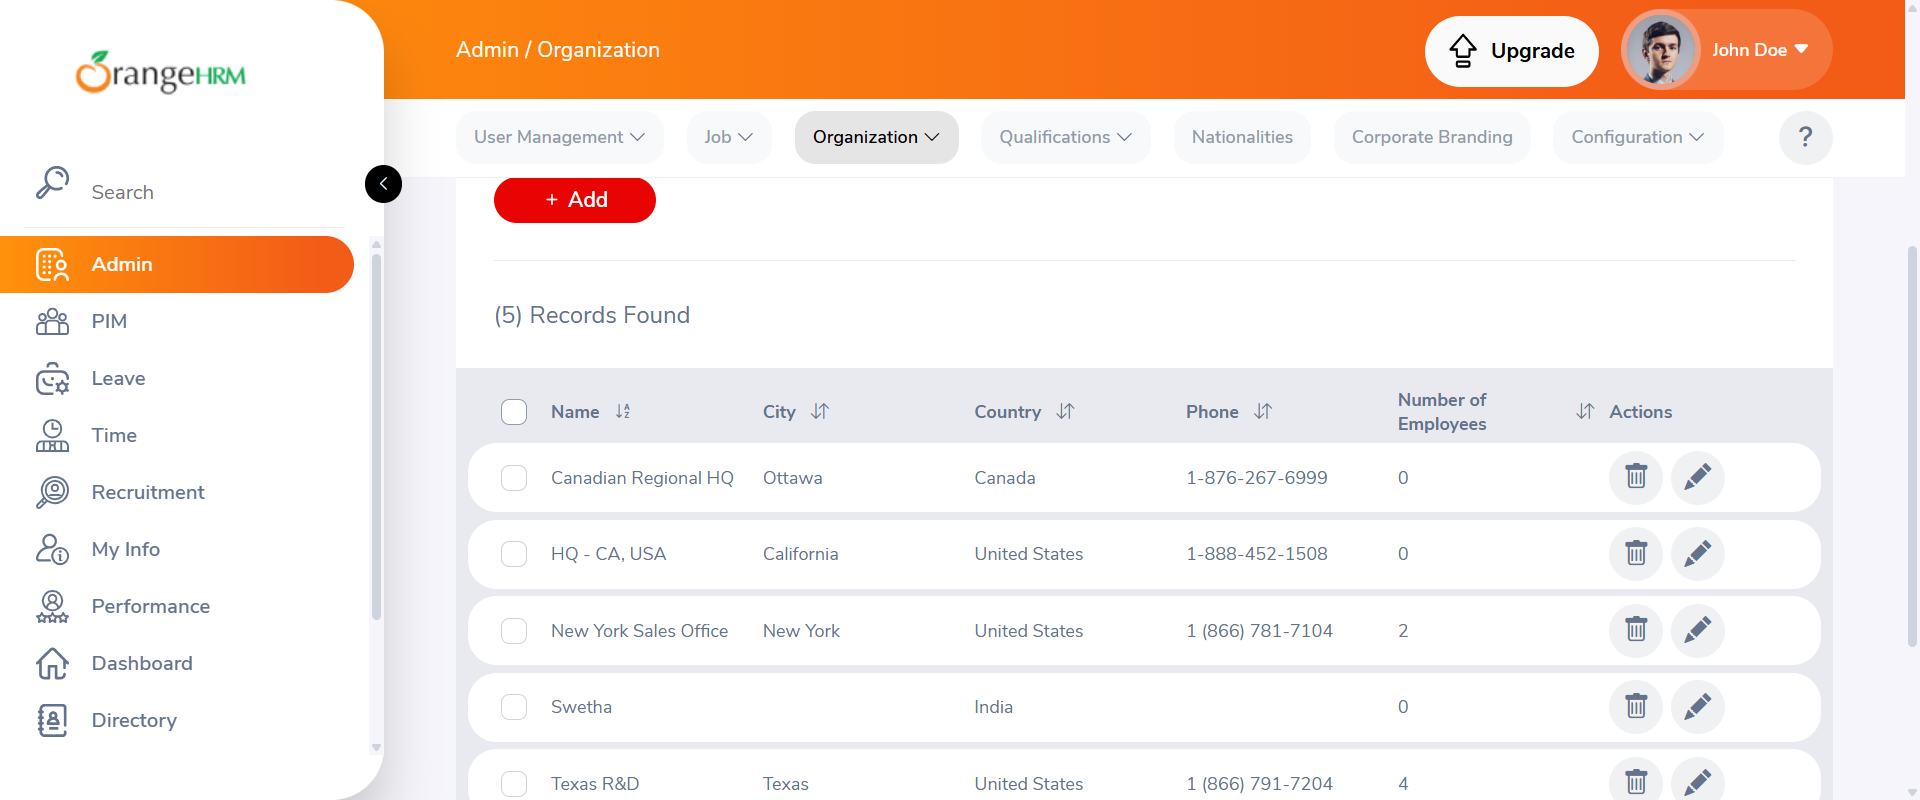 OrangeHRM
Admin / Organization
Upgrade
John Doe
User Management
Job
Organization
Qualifications
Nationalities
Corporate Branding
Configuration
?
Search
Admin
PIM
Leave
Time
Recruitment
My Info
Performance
Dashboard
Directory
+ Add
(5) Records Found
Name City Country Phone Number of Employees Actions
Canadian Regional HQ Ottawa Canada 1-876-267-6999 0
HQ - CA, USA California United States 1-888-452-1508 0
New York Sales Office New York United States 1 (866) 781-7104 2
Swetha India 0
Texas R&D Texas United States 1 (866) 791-7204 4